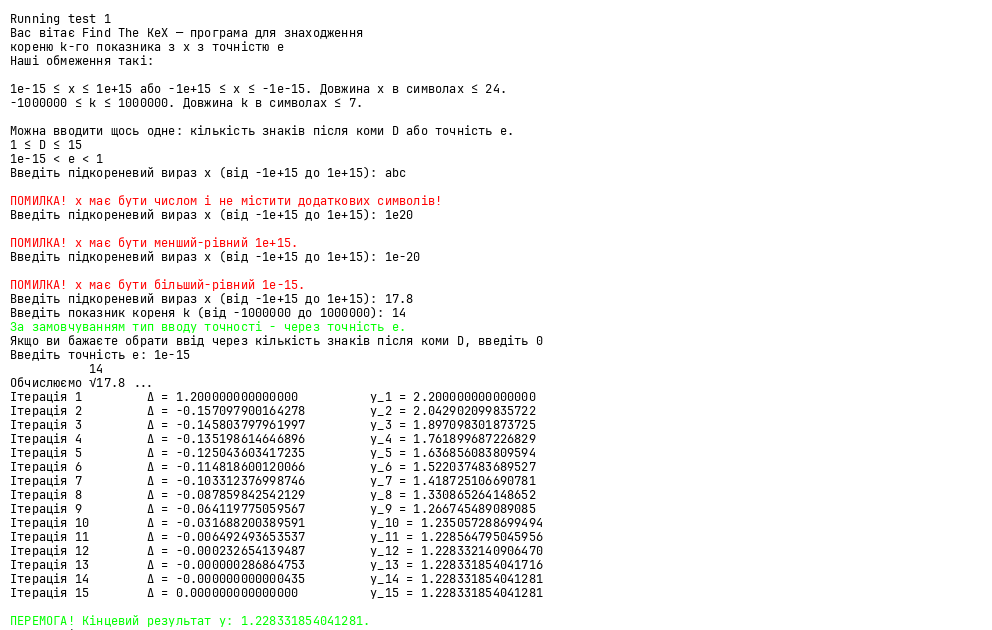 Running test 1
Вас вітає Find The KeX — програма для знаходження
кореню k-го показника з x з точністю e
Наші обмеження такі:
1e-15 ≤ x ≤ 1e+15 або -1e+15 ≤ x ≤ -1e-15. Довжина x в символах ≤ 24.
-1000000 ≤ k ≤ 1000000. Довжина k в символах ≤ 7.
Можна вводити щось одне: кількість знаків після коми D або точність e.
1 ≤ D ≤ 15
1e-15 < e < 1
Введіть підкореневий вираз x (від -1e+15 до 1e+15): abc
ПОМИЛКА! x має бути числом і не містити додаткових символів!
Введіть підкореневий вираз x (від -1e+15 до 1e+15): 1e20
ПОМИЛКА! x має бути менший-рівний 1e+15.
Введіть підкореневий вираз x (від -1e+15 до 1e+15): 1e-20
ПОМИЛКА! x має бути більший-рівний 1e-15.
Введіть підкореневий вираз x (від -1e+15 до 1e+15): 17.8
Введіть показник кореня k (від -1000000 до 1000000): 14
За замовчуванням тип вводу точності - через точність e.
Якщо ви бажаєте обрати ввід через кількість знаків після коми D, введіть 0
Введіть точність e: 1e-15
14
Обчислюємо √17.8 ...
Ітерація 1 Δ = 1.200000000000000 y_1 = 2.200000000000000
Ітерація 2 Δ = -0.157097900164278 y_2 = 2.042902099835722
Ітерація 3 Δ = -0.145803797961997 y_3 = 1.897098301873725
Ітерація 4 Δ = -0.135198614646896 y_4 = 1.761899687226829
Ітерація 5 Δ = -0.125043603417235 y_5 = 1.636856083809594
Ітерація 6 Δ = -0.114818600120066 y_6 = 1.522037483689527
Ітерація 7 Δ = -0.103312376998746 y_7 = 1.418725106690781
Ітерація 8 Δ = -0.087859842542129 y_8 = 1.330865264148652
Ітерація 9 Δ = -0.064119775059567 y_9 = 1.266745489089085
Ітерація 10 Δ = -0.031688200389591 y_10 = 1.235057288699494
Ітерація 11 Δ = -0.006492493653537 y_11 = 1.228564795045956
Ітерація 12 Δ = -0.000232654139487 y_12 = 1.228332140906470
Ітерація 13 Δ = -0.000000286864753 y_13 = 1.228331854041716
Ітерація 14 Δ = -0.000000000000435 y_14 = 1.228331854041281
Ітерація 15 Δ = 0.000000000000000 y_15 = 1.228331854041281
ПЕРЕМОГА! Кінцевий результат y: 1.228331854041281.